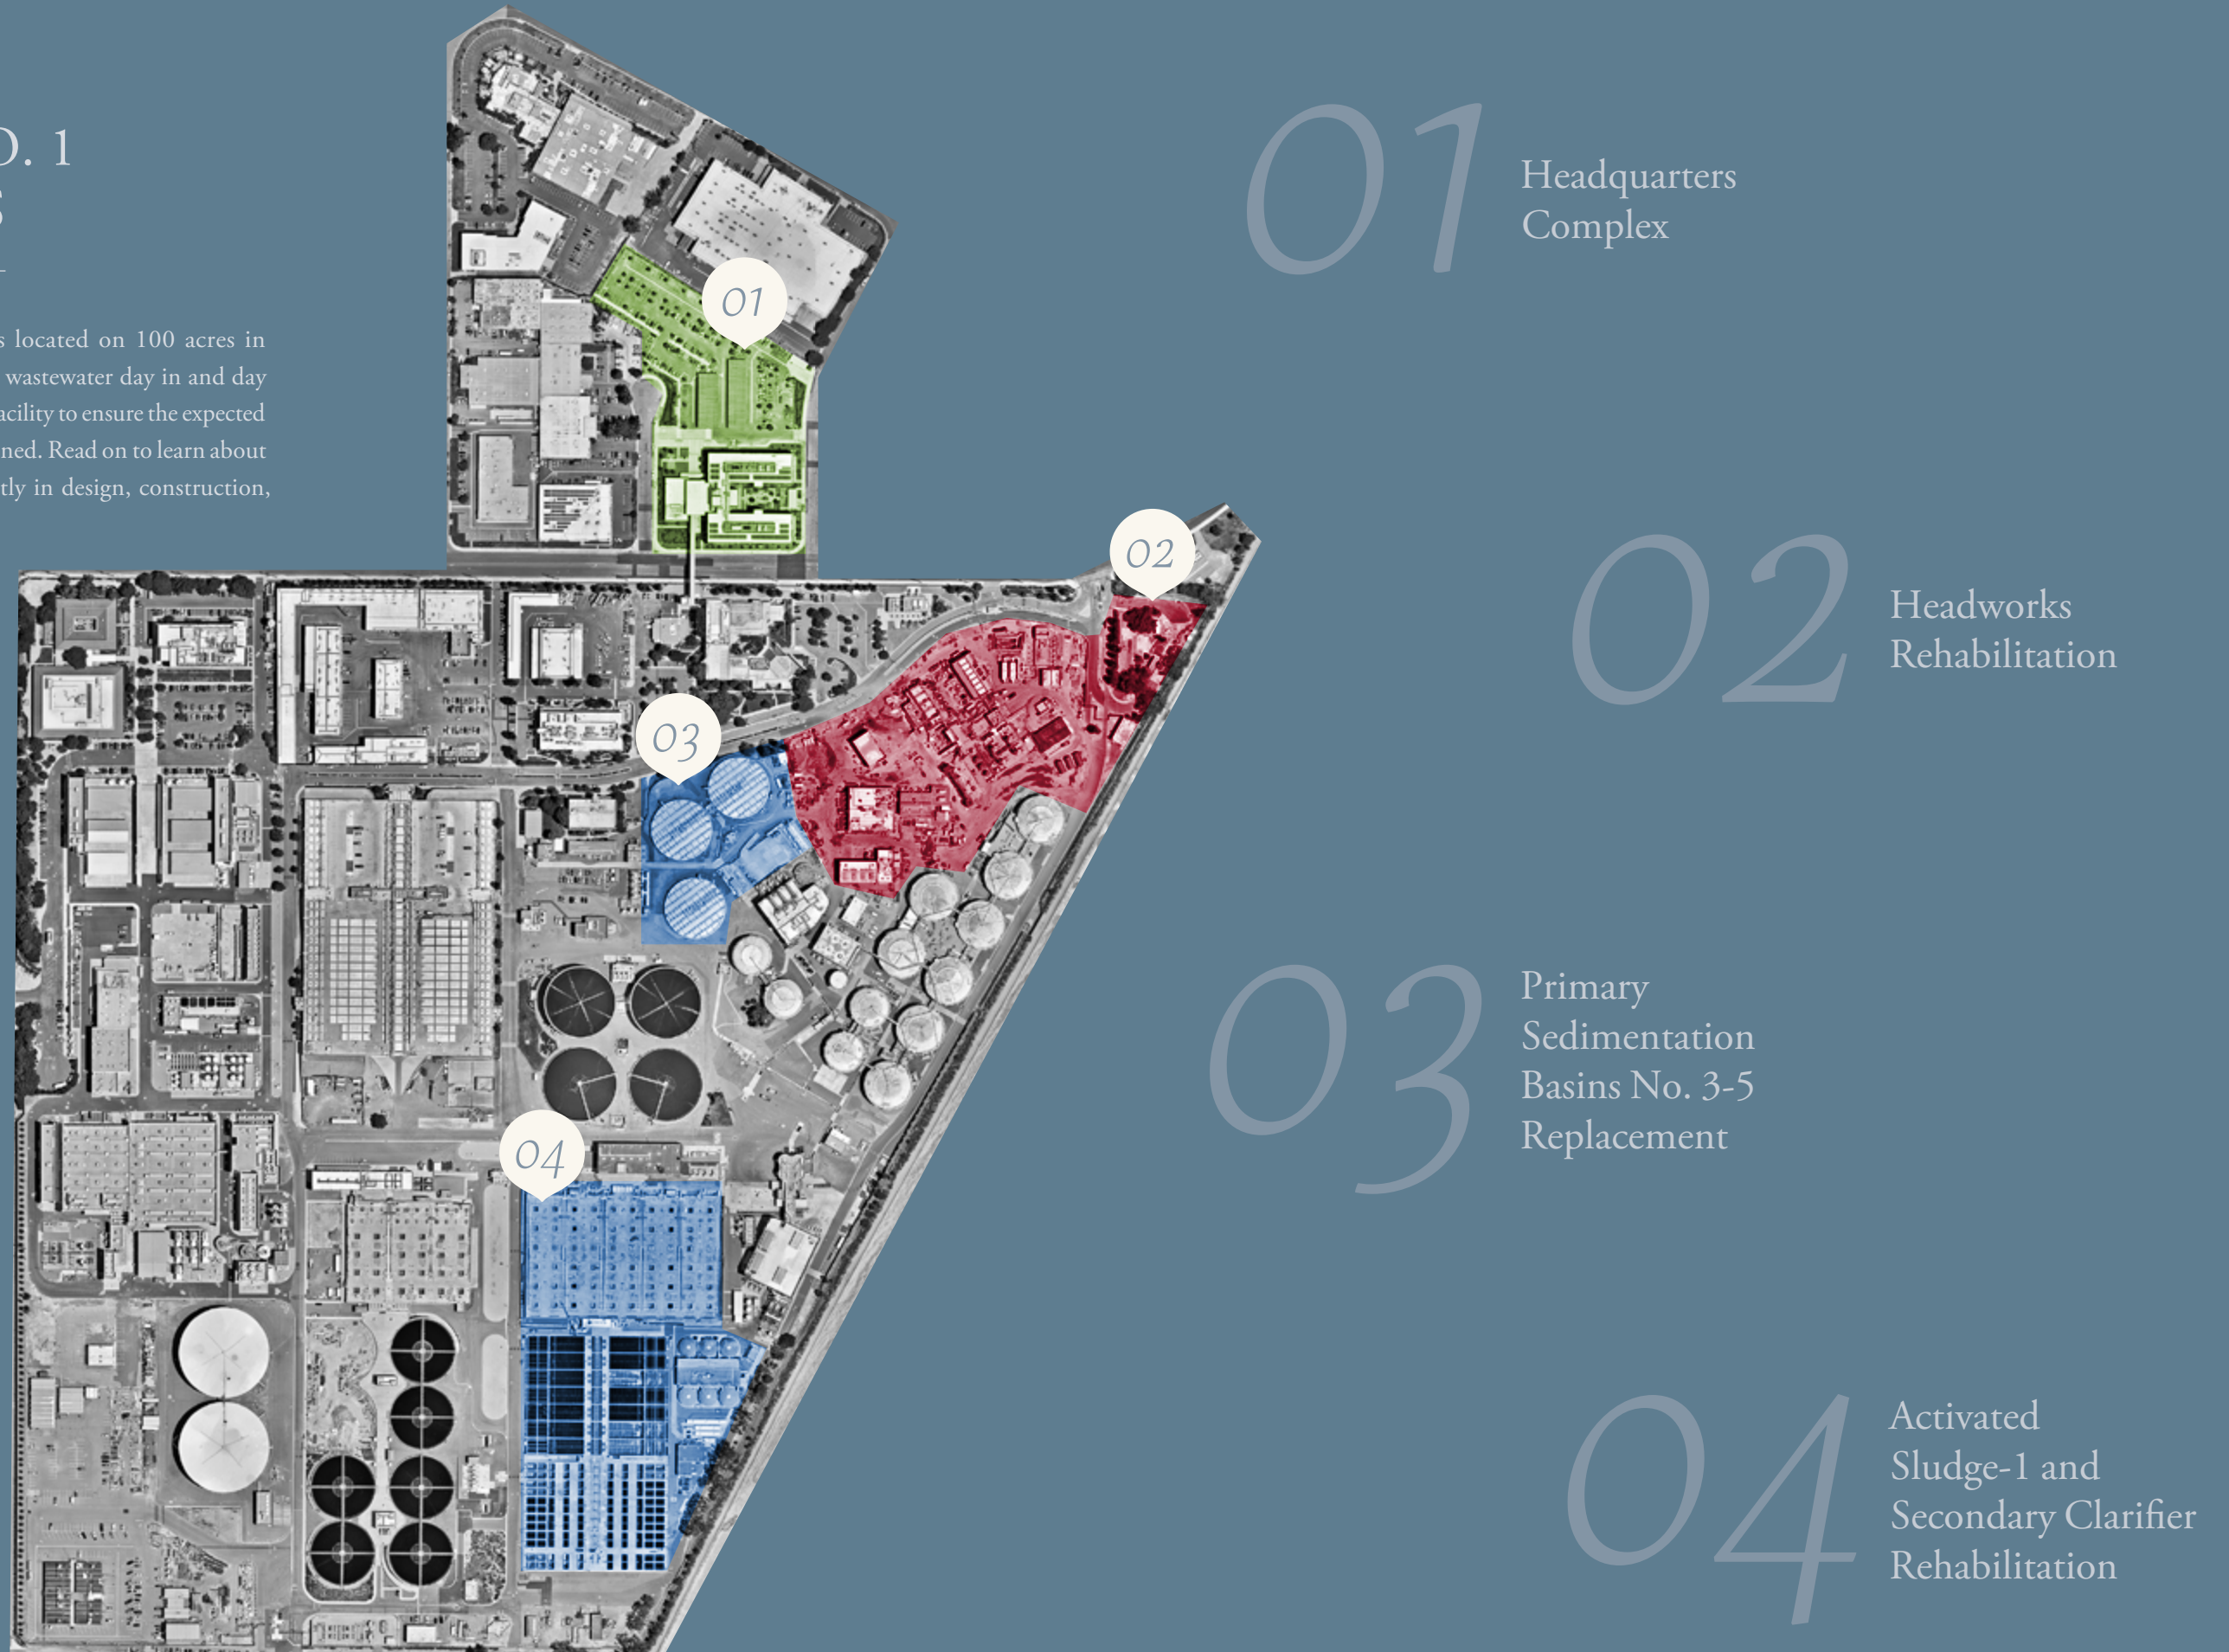 O. 1
S
s located on 100 acres in
wastewater day in and day
acility to ensure the expected
ned. Read on to learn about
tly in design, construction,
01
02
03
04
01
Headquarters
Complex
02
Headworks
Rehabilitation
03
Primary
Sedimentation
Basins No. 3-5
Replacement
04
Activated
Sludge-1 and
Secondary Clarifier
Rehabilitation